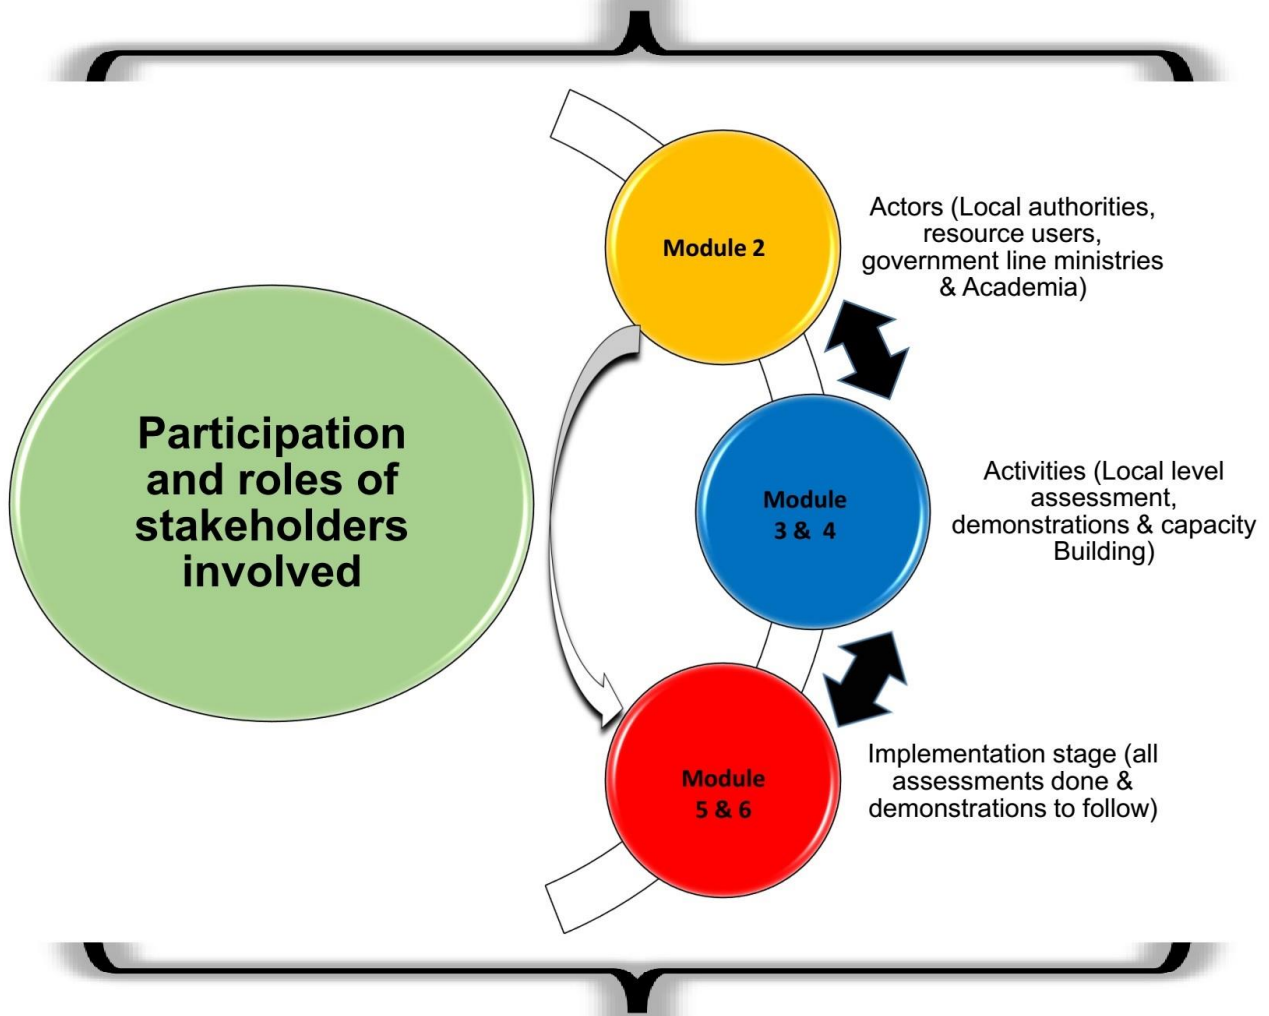 Participation
and roles of
stakeholders
involved
Module 2
Actors (Local authorities,
resource users,
government line ministries
& Academia)
Module
3 & 4
Activities (Local level
assessment,
demonstrations & capacity
Building)
Module
5 & 6
Implementation stage (all
assessments done &
demonstrations to follow)